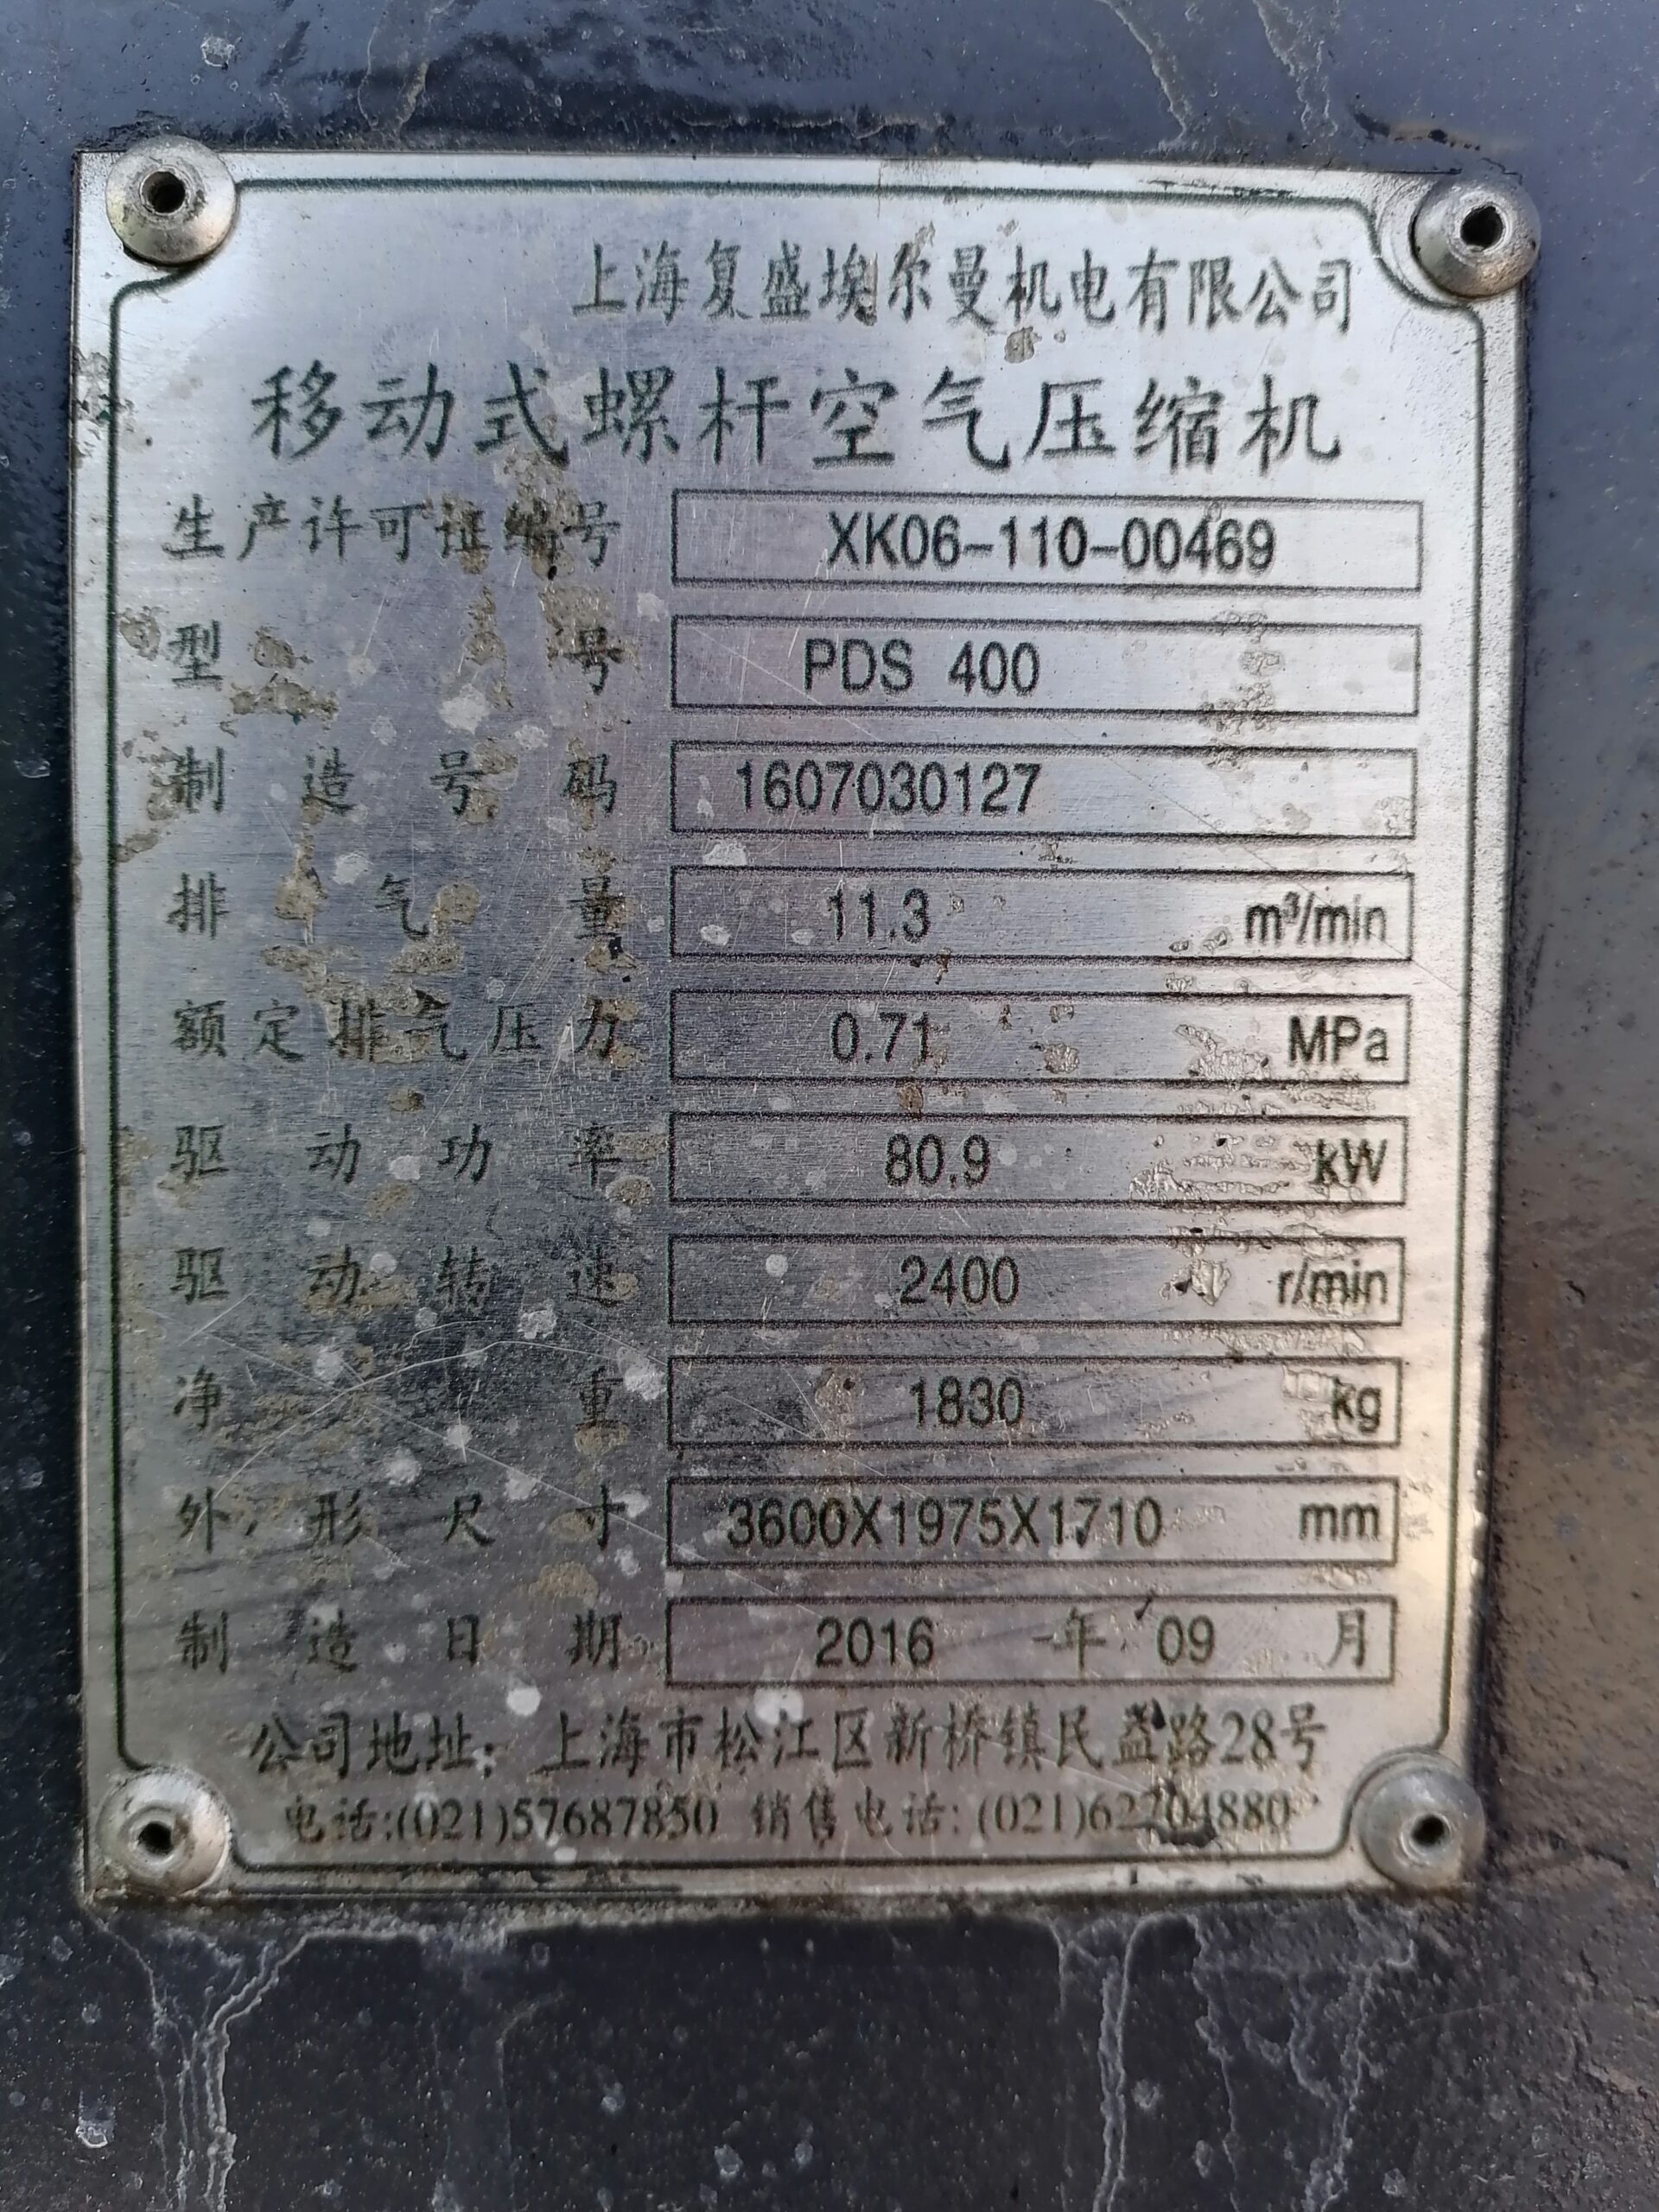 上海复盛埃尔曼机电有限公司
移动式螺杆空气压缩机
生产许可证编号 XK06-110-00469
型号 PDS 400
制造号码 1607030127
排气量 11.3 m³/min
额定排气压力 0.71 MPa
驱动功率 80.9 kW
驱动转速 2400 r/min
净重 1830 kg
外形尺寸 3600X1975X1710 mm
制造日期 2016 年 09 月
公司地址: 上海市松江区新桥镇民益路28号
电话:(021)57687850 销售电话: (021)62704880